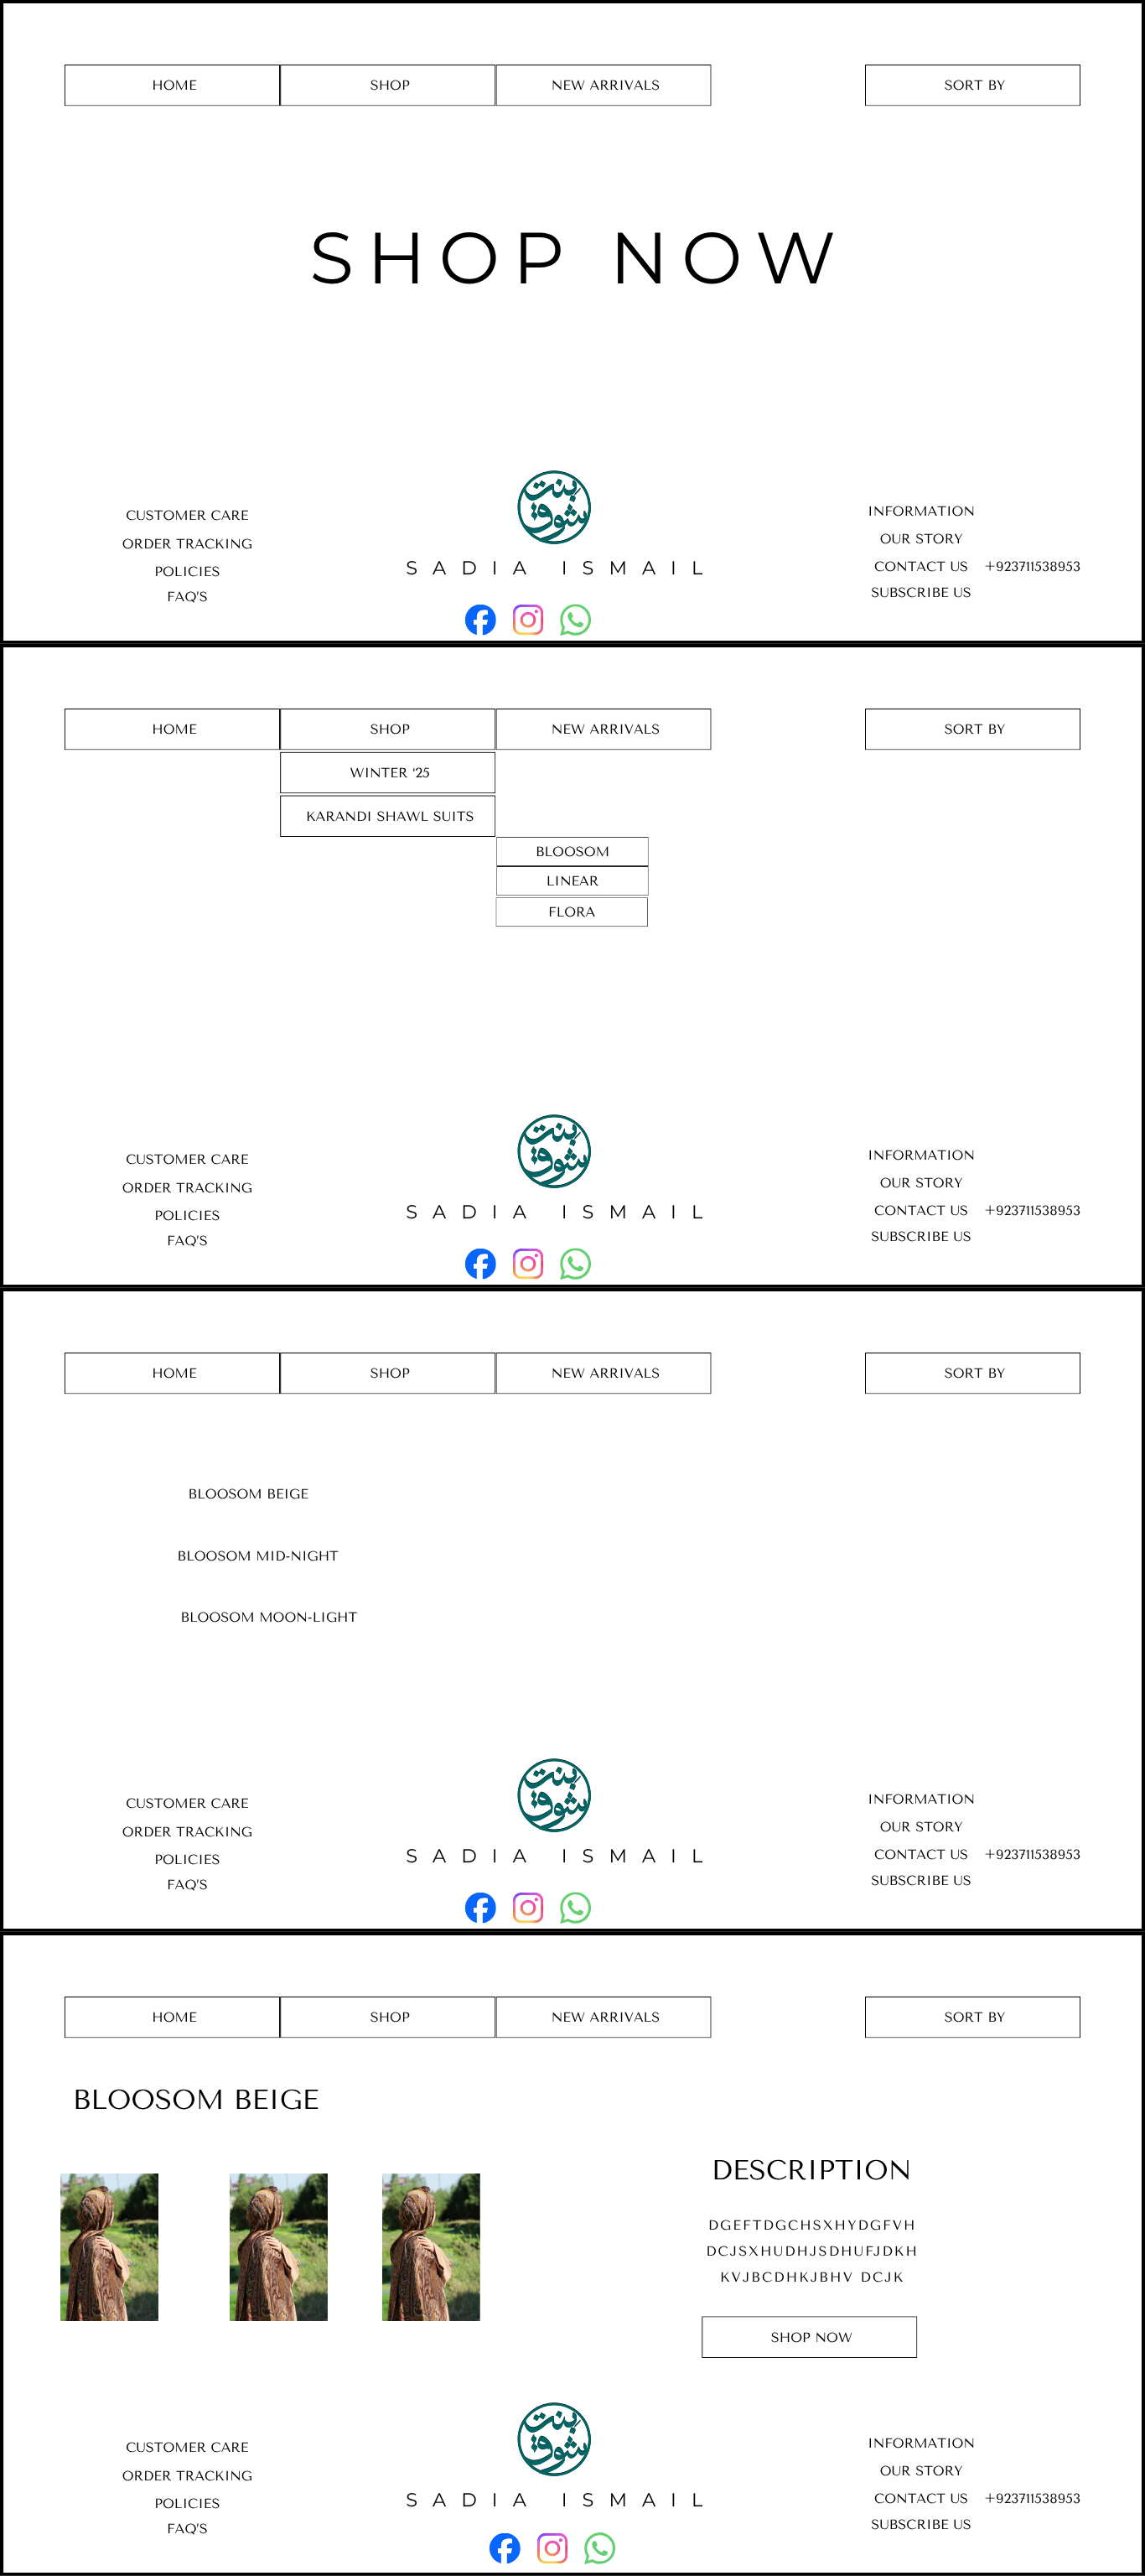 HOME SHOP NEW ARRIVALS SORT BY
SHOP NOW
بنت
شوق
SADIA ISMAIL
CUSTOMER CARE
ORDER TRACKING
POLICIES
FAQ'S
INFORMATION
OUR STORY
CONTACT US +923711538953
SUBSCRIBE US
HOME SHOP NEW ARRIVALS SORT BY
WINTER '25
KARANDI SHAWL SUITS
BLOOSOM
LINEAR
FLORA
بنت
شوق
SADIA ISMAIL
CUSTOMER CARE
ORDER TRACKING
POLICIES
FAQ'S
INFORMATION
OUR STORY
CONTACT US +923711538953
SUBSCRIBE US
HOME SHOP NEW ARRIVALS SORT BY
BLOOSOM BEIGE
BLOOSOM MID-NIGHT
BLOOSOM MOON-LIGHT
بنت
شوق
SADIA ISMAIL
CUSTOMER CARE
ORDER TRACKING
POLICIES
FAQ'S
INFORMATION
OUR STORY
CONTACT US +923711538953
SUBSCRIBE US
HOME SHOP NEW ARRIVALS SORT BY
BLOOSOM BEIGE
DESCRIPTION
DGEFTDGCHSXHYDGFVH
DCJSXHUDHJSDHUFJDKH
KVJBCDHKJBHV DCJK
SHOP NOW
بنت
شوق
SADIA ISMAIL
CUSTOMER CARE
ORDER TRACKING
POLICIES
FAQ'S
INFORMATION
OUR STORY
CONTACT US +923711538953
SUBSCRIBE US